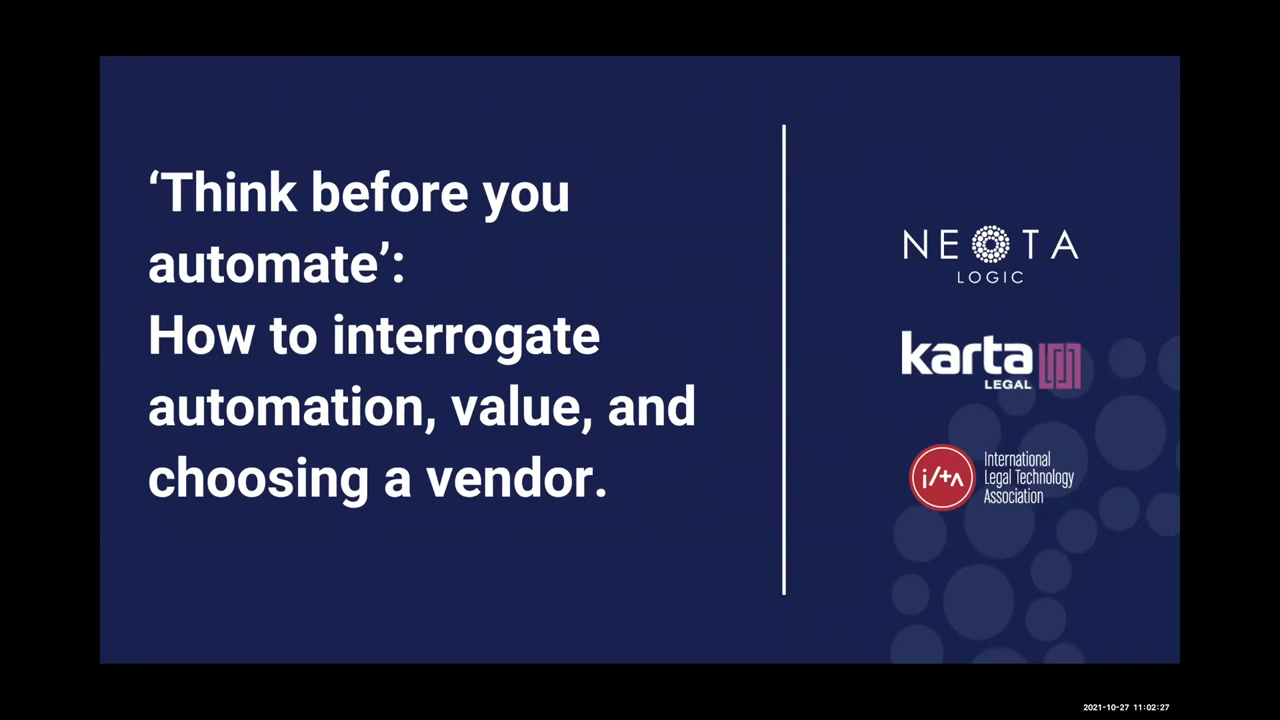 ‘Think before you
automate’:
How to interrogate
automation, value, and
choosing a vendor.
NEOTA
LOGIC
karta
LEGAL
ilta
International
Legal Technology
Association
2021-10-27 11:02:27